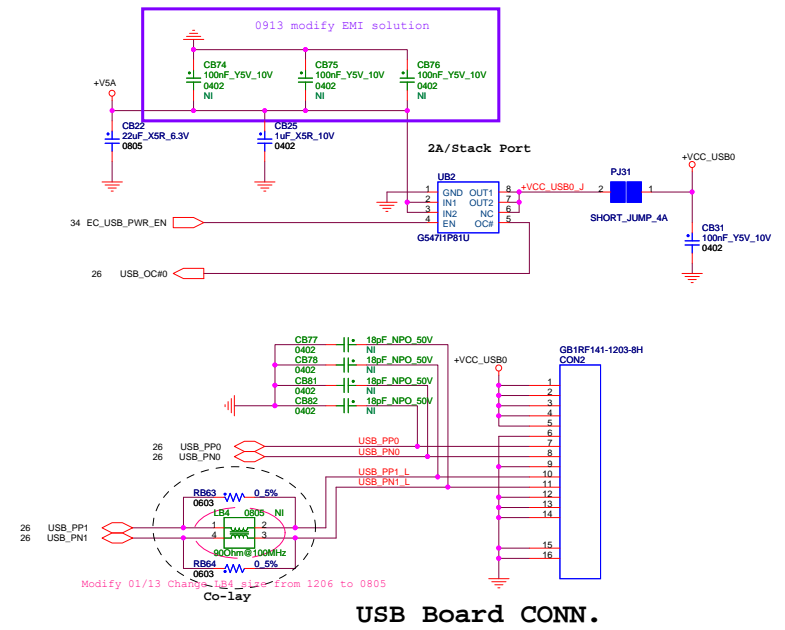 0913 modify EMI solution
CB74
100nF_Y5V_10V
0402
NI
CB75
100nF_Y5V_10V
0402
NI
CB76
100nF_Y5V_10V
0402
NI
+V5A
CB22
22uF_X5R_6.3V
0805
CB25
1uF_X5R_10V
0402
2A/Stack Port
UB2
1 GND OUT1 8
2 IN1 OUT2 7
3 IN2 NC 6
4 EN OC# 5
G547I1P81U
+VCC_USB0_J
PJ31
2 1
SHORT_JUMP_4A
+VCC_USB0
CB31
100nF_Y5V_10V
0402
34 EC_USB_PWR_EN
26 USB_OC#0
CB77 18pF_NPO_50V
0402 NI
CB78 18pF_NPO_50V
0402 NI
CB81 18pF_NPO_50V
0402 NI
CB82 18pF_NPO_50V
0402 NI
+VCC_USB0
GB1RF141-1203-8H
CON2
1
2
3
4
5
6
7
8
9
10
11
12
13
14
15
16
26 USB_PP0 USB_PP0
26 USB_PN0 USB_PN0
USB_PP1_L
USB_PN1_L
RB63 0_5%
0603
LB4 0805 NI
26 USB_PP1 1 2
26 USB_PN1 4 3
90Ohm@100MHz
RB64 0_5%
0603
Modify 01/13 Change LB4 size from 1206 to 0805
Co-lay
USB Board CONN.